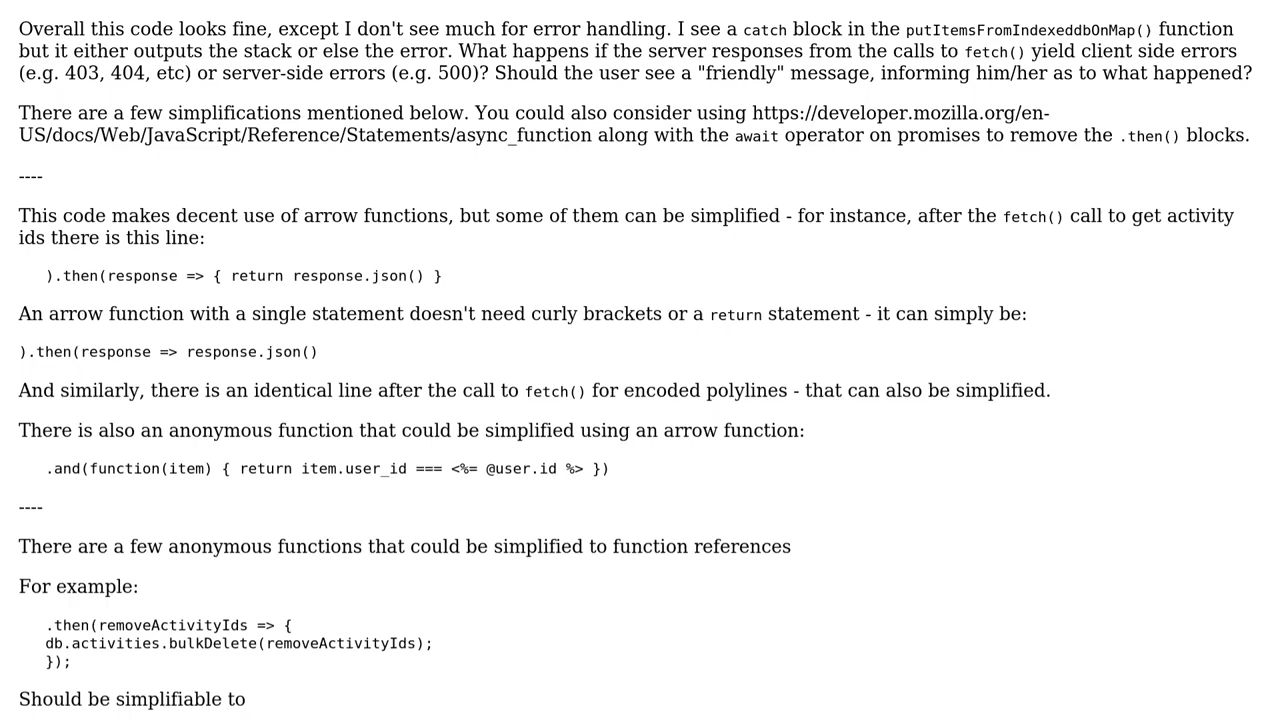 Overall this code looks fine, except I don't see much for error handling. I see a catch block in the putItemsFromIndexeddbOnMap() function
but it either outputs the stack or else the error. What happens if the server responses from the calls to fetch() yield client side errors
(e.g. 403, 404, etc) or server-side errors (e.g. 500)? Should the user see a "friendly" message, informing him/her as to what happened?
There are a few simplifications mentioned below. You could also consider using https://developer.mozilla.org/en-
US/docs/Web/JavaScript/Reference/Statements/async_function along with the await operator on promises to remove the .then() blocks.
----
This code makes decent use of arrow functions, but some of them can be simplified - for instance, after the fetch() call to get activity
ids there is this line:
).then(response => { return response.json() }
An arrow function with a single statement doesn't need curly brackets or a return statement - it can simply be:
).then(response => response.json()
And similarly, there is an identical line after the call to fetch() for encoded polylines - that can also be simplified.
There is also an anonymous function that could be simplified using an arrow function:
.and(function(item) { return item.user_id === <%= @user.id %> })
----
There are a few anonymous functions that could be simplified to function references
For example:
.then(removeActivityIds => {
db.activities.bulkDelete(removeActivityIds);
});
Should be simplifiable to